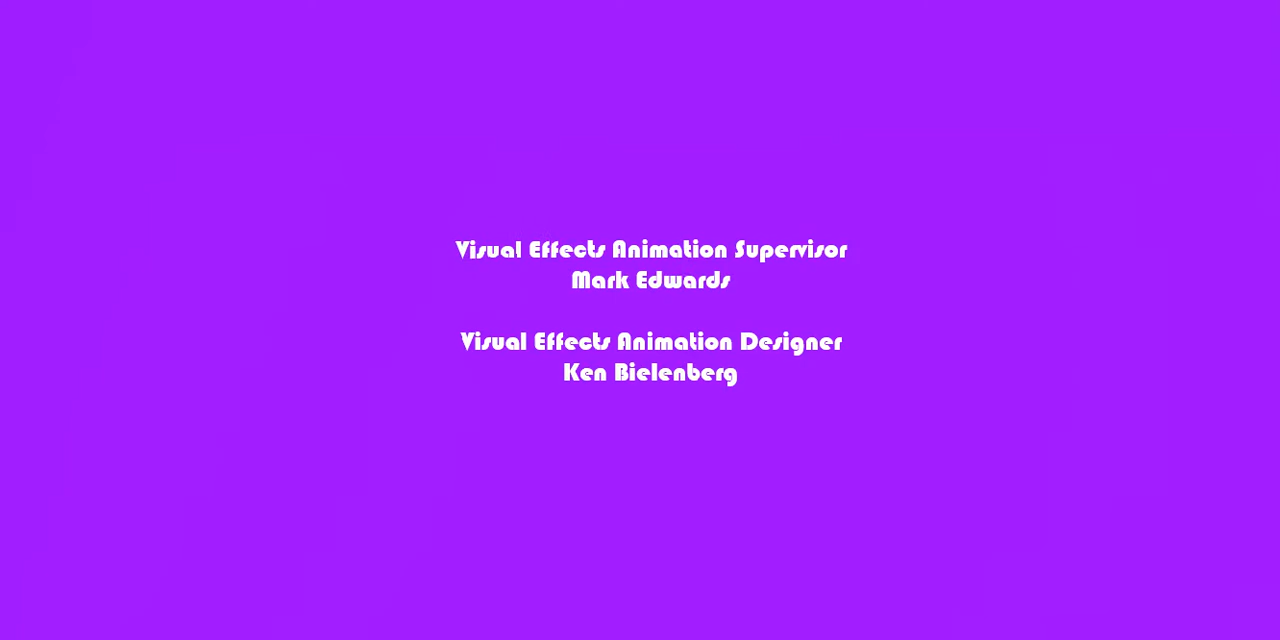 Visual Effects Animation Supervisor
Mark Edwards
Visual Effects Animation Designer
Ken Bielenberg